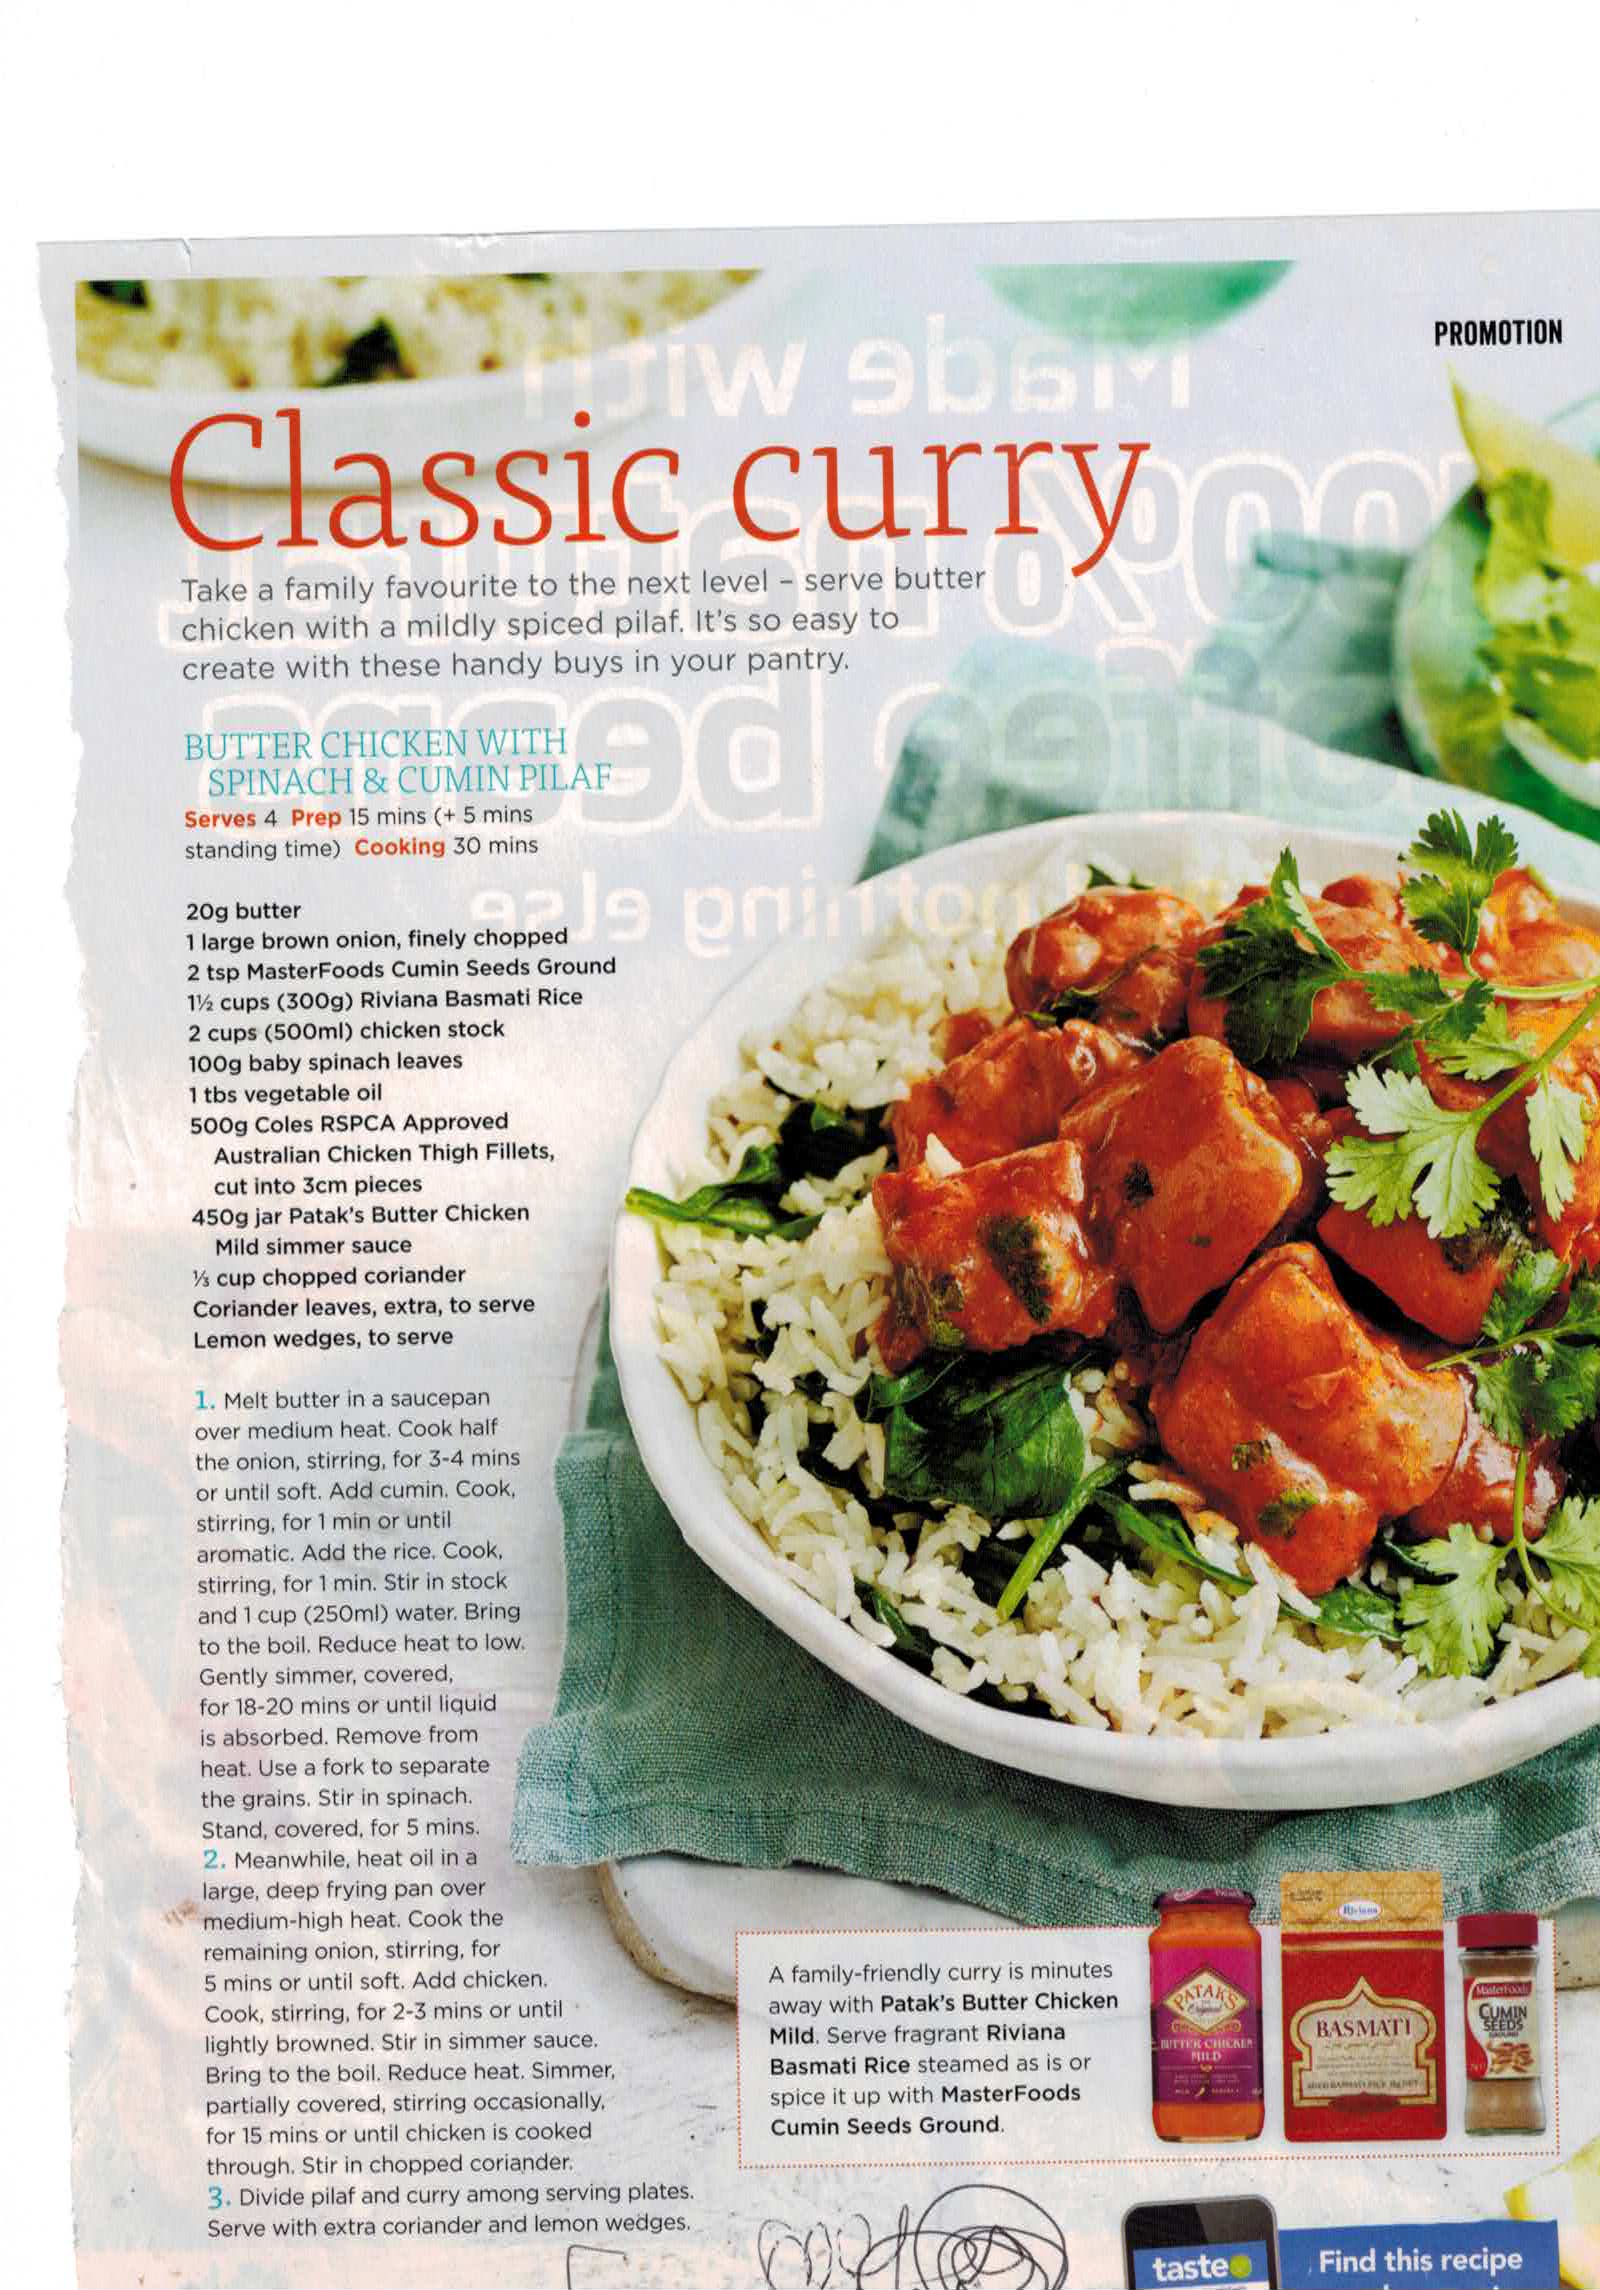 PROMOTION
Made with
Classic curry
Take a family favourite to the next level – serve butter
chicken with a mildly spiced pilaf. It's so easy to
create with these handy buys in your pantry.
BUTTER CHICKEN WITH
SPINACH & CUMIN PILAF
Serves 4 Prep 15 mins (+ 5 mins
standing time) Cooking 30 mins
nothing else
20g butter
1 large brown onion, finely chopped
2 tsp MasterFoods Cumin Seeds Ground
1½ cups (300g) Riviana Basmati Rice
2 cups (500ml) chicken stock
100g baby spinach leaves
1 tbs vegetable oil
500g Coles RSPCA Approved
Australian Chicken Thigh Fillets,
cut into 3cm pieces
450g jar Patak's Butter Chicken
Mild simmer sauce
⅓ cup chopped coriander
Coriander leaves, extra, to serve
Lemon wedges, to serve
1. Melt butter in a saucepan
over medium heat. Cook half
the onion, stirring, for 3-4 mins
or until soft. Add cumin. Cook,
stirring, for 1 min or until
aromatic. Add the rice. Cook,
stirring, for 1 min. Stir in stock
and 1 cup (250ml) water. Bring
to the boil. Reduce heat to low.
Gently simmer, covered,
for 18-20 mins or until liquid
is absorbed. Remove from
heat. Use a fork to separate
the grains. Stir in spinach.
Stand, covered, for 5 mins.
2. Meanwhile, heat oil in a
large, deep frying pan over
medium-high heat. Cook the
remaining onion, stirring, for
5 mins or until soft. Add chicken.
Cook, stirring, for 2-3 mins or until
lightly browned. Stir in simmer sauce.
Bring to the boil. Reduce heat. Simmer,
partially covered, stirring occasionally,
for 15 mins or until chicken is cooked
through. Stir in chopped coriander.
3. Divide pilaf and curry among serving plates.
Serve with extra coriander and lemon wedges.
A family-friendly curry is minutes
away with Patak's Butter Chicken
Mild. Serve fragrant Riviana
Basmati Rice steamed as is or
spice it up with MasterFoods
Cumin Seeds Ground.
PATAK'S
Original
BUTTER CHICKEN
MILD
Riviana
BASMATI
MasterFoods
CUMIN
SEEDS
GROUND
taste
Find this recipe